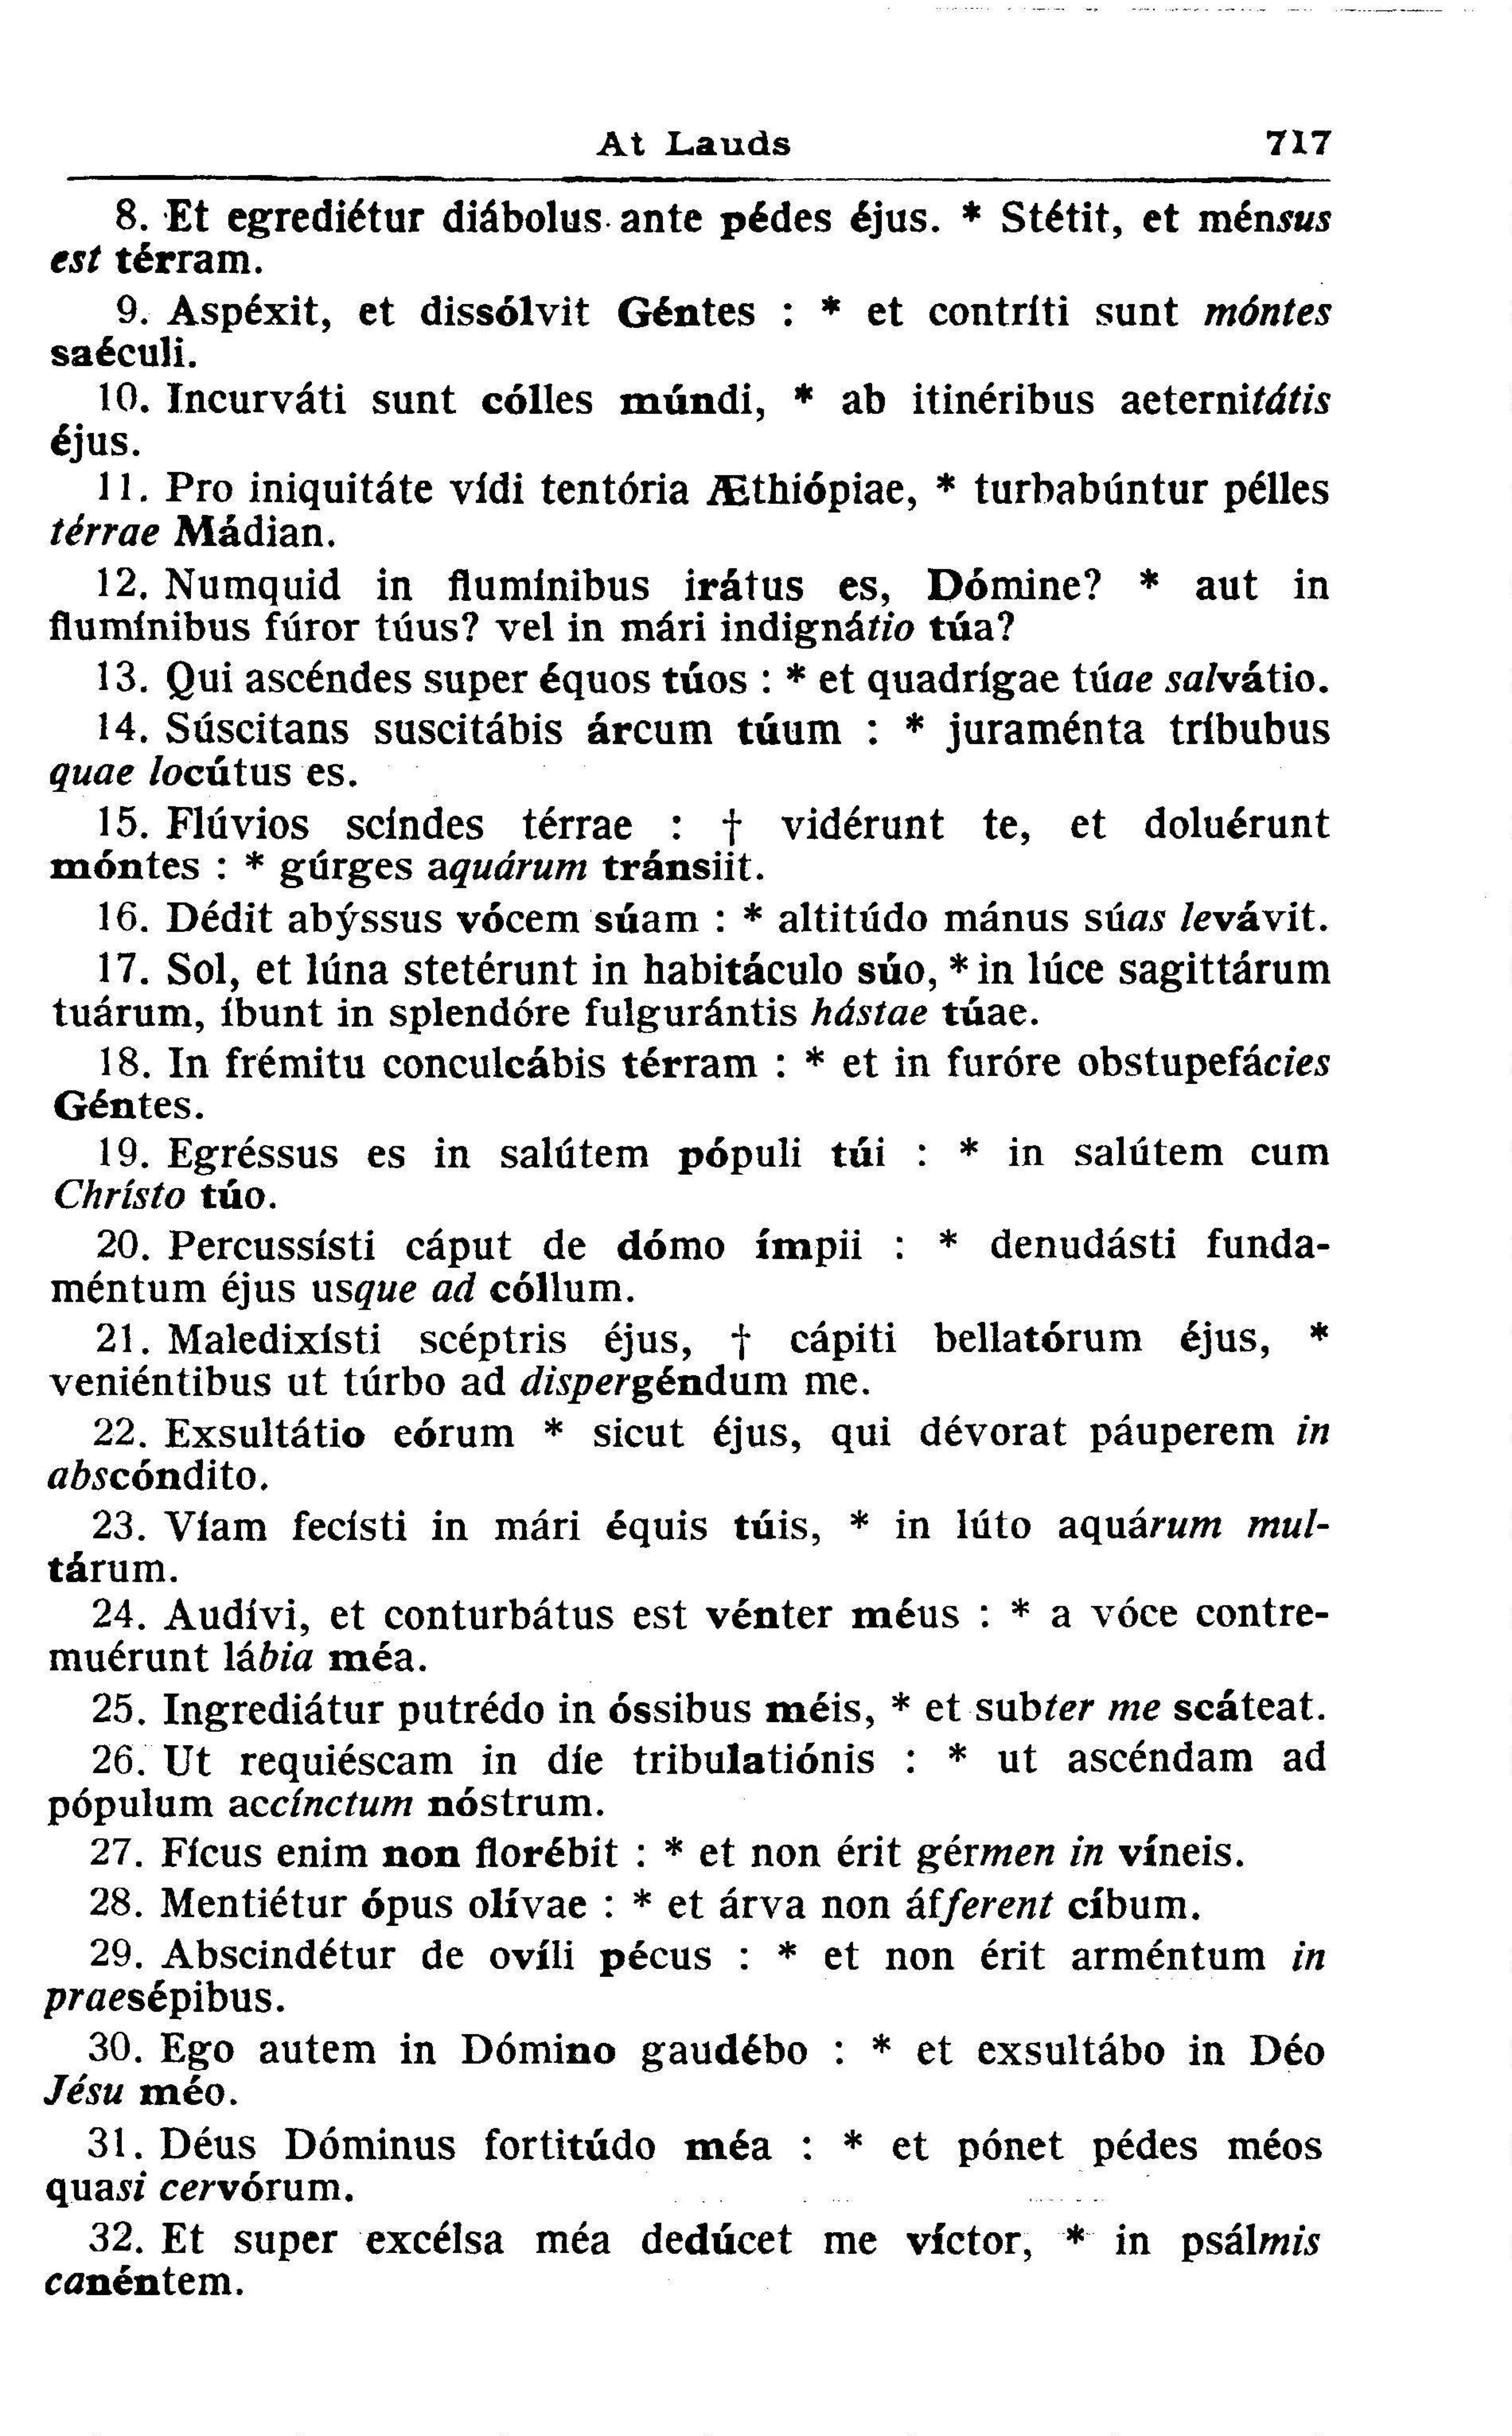 At Lauds 717
8. Et egrediétur diábolus ante pédes éjus. * Stétit, et ménsus
est térram.
9. Aspéxit, et dissólvit Géntes : * et contríti sunt móntes
saéculi.
10. Incurváti sunt cólles múndi, * ab itinéribus aeternitátis
éjus.
11. Pro iniquitáte vídi tentória Æthiópiae, * turbabúntur pélles
térrae Mádian.
12. Numquid in flumínibus irátus es, Dómine? * aut in
flumínibus fúror túus? vel in mári indignátio túa?
13. Qui ascéndes super équos túos : * et quadrígae túae salvátio.
14. Súscitans suscitábis árcum túum : * juraménta tríbubus
quae locútus es.
15. Flúvios scíndes térrae : † vidérunt te, et doluérunt
móntes : * gúrges aquárum tránsiit.
16. Dédit abýssus vócem súam : * altitúdo mánus súas levávit.
17. Sol, et lúna stetérunt in habitáculo súo, * in lúce sagittárum
tuárum, íbunt in splendóre fulgurántis hástae túae.
18. In frémitu conculcábis térram : * et in furóre obstupefácies
Géntes.
19. Egréssus es in salútem pópuli túi : * in salútem cum
Chrísto túo.
20. Percussísti cáput de dómo ímpii : * denudásti funda-
méntum éjus usque ad cóllum.
21. Maledixísti scéptris éjus, † cápiti bellatórum éjus, *
veniéntibus ut túrbo ad dispergéndum me.
22. Exsultátio eórum * sicut éjus, qui dévorat páuperem in
abscóndito.
23. Víam fecísti in mári équis túis, * in lúto aquárum mul-
tárum.
24. Audívi, et conturbátus est vénter méus : * a vóce contre-
muérunt lábia méa.
25. Ingrediátur putrédo in óssibus méis, * et subter me scáteat.
26. Ut requiéscam in díe tribulatiónis : * ut ascéndam ad
pópulum accínctum nóstrum.
27. Fícus enim non florébit : * et non érit gérmen in víneis.
28. Mentiétur ópus olívae : * et árva non áfferent cíbum.
29. Abscindétur de ovíli pécus : * et non érit arméntum in
praesépibus.
30. Ego autem in Dómino gaudébo : * et exsultábo in Déo
Jésu méo.
31. Déus Dóminus fortitúdo méa : * et pónet pédes méos
quasi cervórum.
32. Et super excélsa méa dedúcet me víctor, * in psálmis
canéntem.